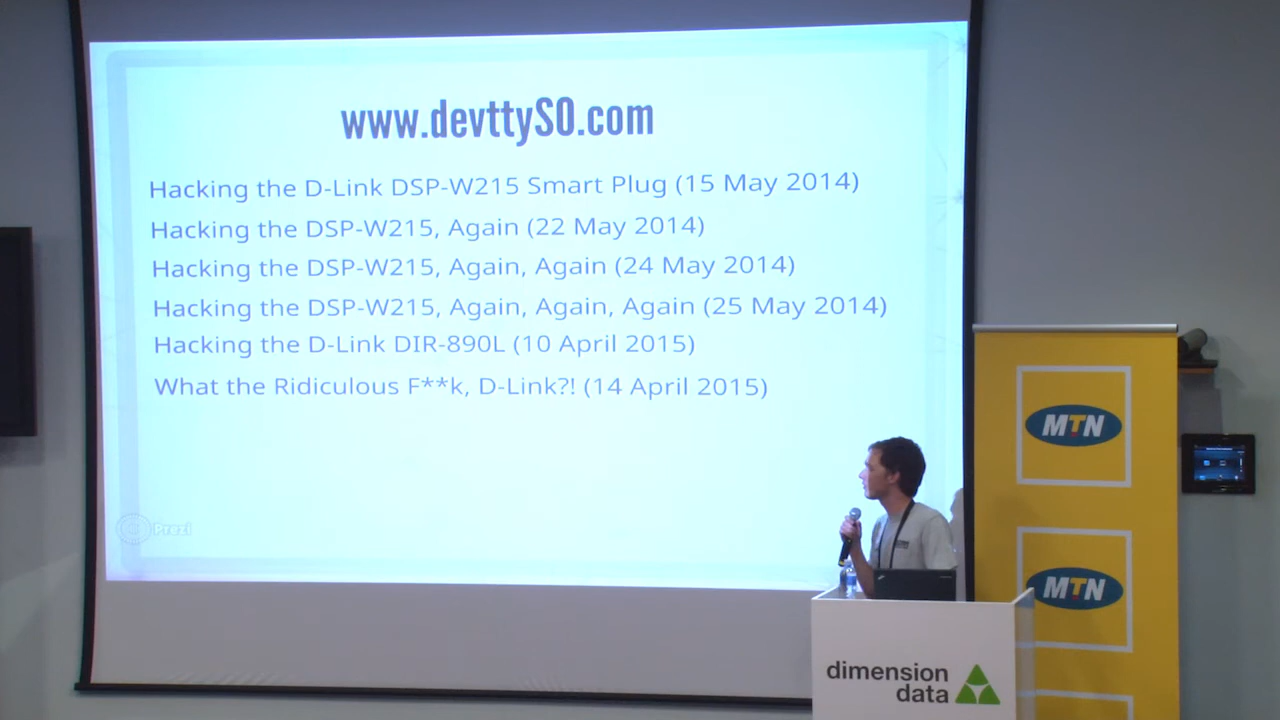 www.devttyS0.com
Hacking the D-Link DSP-W215 Smart Plug (15 May 2014)
Hacking the DSP-W215, Again (22 May 2014)
Hacking the DSP-W215, Again, Again (24 May 2014)
Hacking the DSP-W215, Again, Again, Again (25 May 2014)
Hacking the D-Link DIR-890L (10 April 2015)
What the Ridiculous F**k, D-Link?! (14 April 2015)
Prezi
MTN
MTN
dimension
data